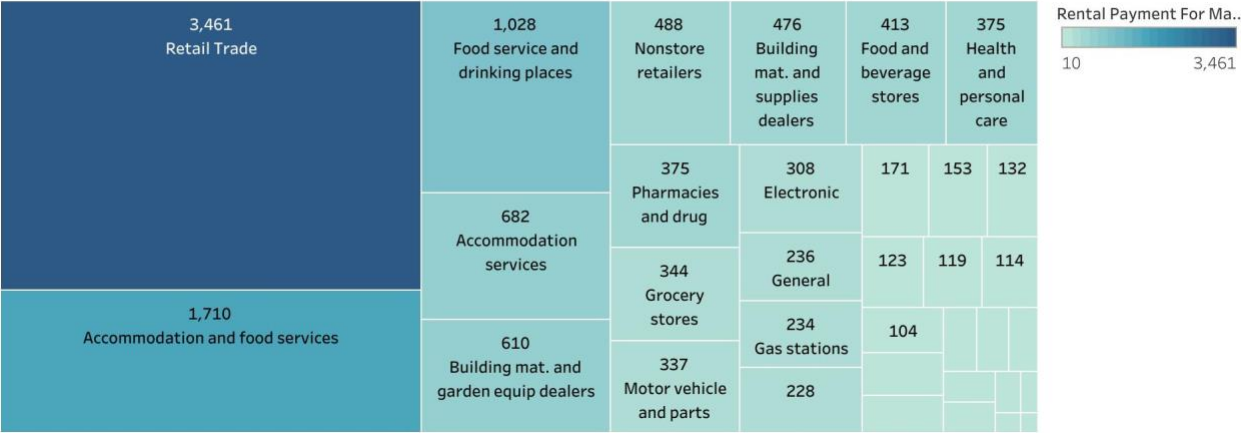 3,461
Retail Trade
1,710
Accommodation and food services
1,028
Food service and
drinking places
682
Accommodation
services
610
Building mat. and
garden equip dealers
488
Nonstore
retailers
476
Building
mat. and
supplies
dealers
413
Food and
beverage
stores
375
Health
and
personal
care
375
Pharmacies
and drug
344
Grocery
stores
337
Motor vehicle
and parts
308
Electronic
236
General
234
Gas stations
228
171
153
132
123
119
114
104
Rental Payment For Ma..
10
3,461